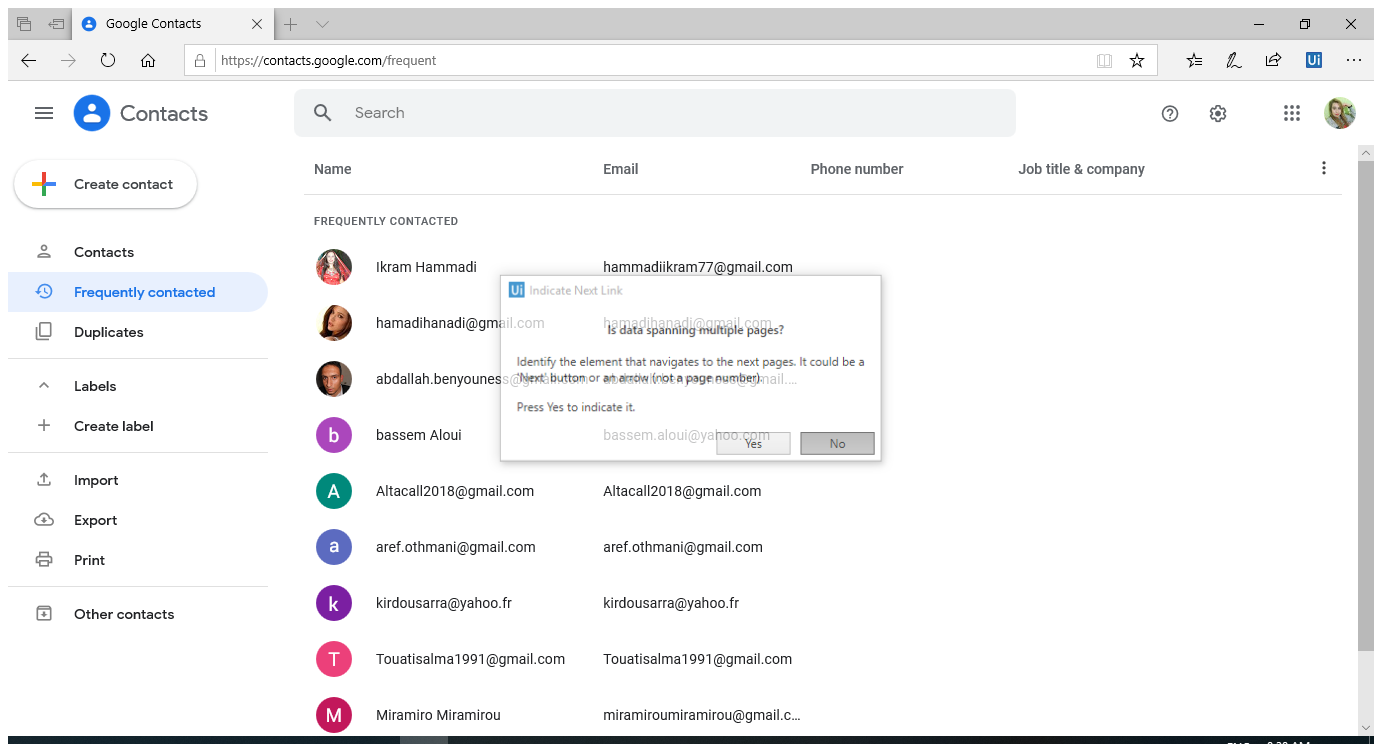 Google Contacts
https://contacts.google.com/frequent
Ui
Contacts
Search
Create contact
Contacts
Frequently contacted
Duplicates
Labels
Create label
Import
Export
Print
Other contacts
Name Email Phone number Job title & company
FREQUENTLY CONTACTED
Ikram Hammadi hammadiikram77@gmail.com
hamadihanadi@gmail.com hamadihanadi@gmail.com
abdallah.benyouness@gmail.com abdallah.benyouness@gmail....
b bassem Aloui bassem.aloui@yahoo.com
A Altacall2018@gmail.com Altacall2018@gmail.com
a aref.othmani@gmail.com aref.othmani@gmail.com
k kirdousarra@yahoo.fr kirdousarra@yahoo.fr
T Touatisalma1991@gmail.com Touatisalma1991@gmail.com
M Miramiro Miramirou miramiroumiramirou@gmail.c...
Ui Indicate Next Link
Is data spanning multiple pages?
Identify the element that navigates to the next pages. It could be a
'Next' button or an arrow (not a page number).
Press Yes to indicate it.
Yes No